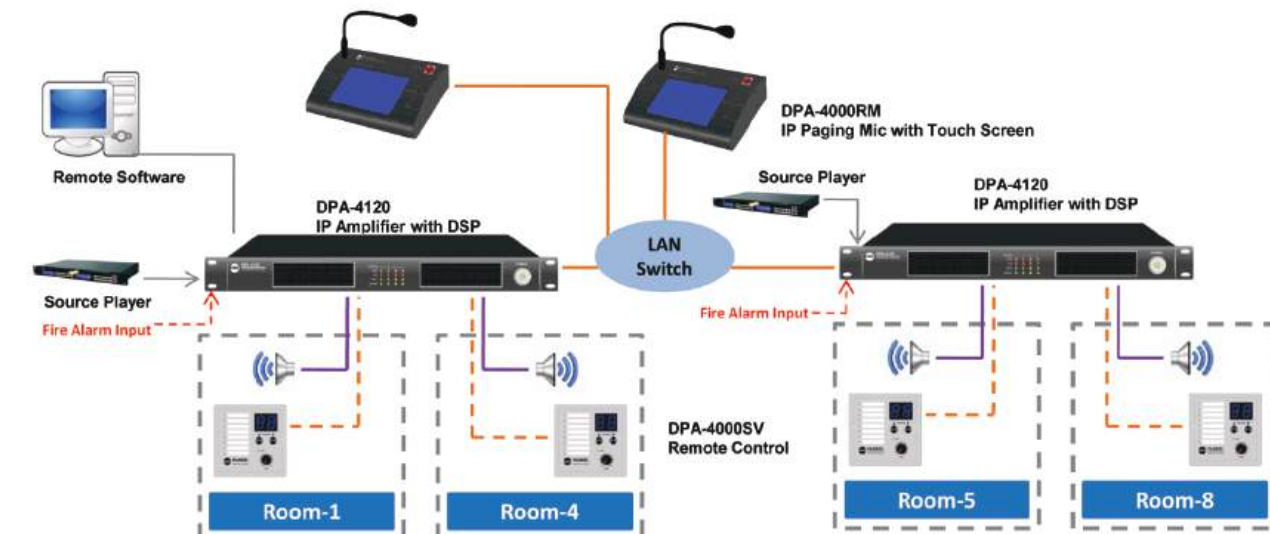 DPA-4000RM
IP Paging Mic with Touch Screen
Remote Software
Source Player
DPA-4120
IP Amplifier with DSP
DPA-4120
IP Amplifier with DSP
LAN
Switch
Source Player
Fire Alarm Input
Fire Alarm Input
DPA-4000SV
Remote Control
Room-1
Room-4
Room-5
Room-8